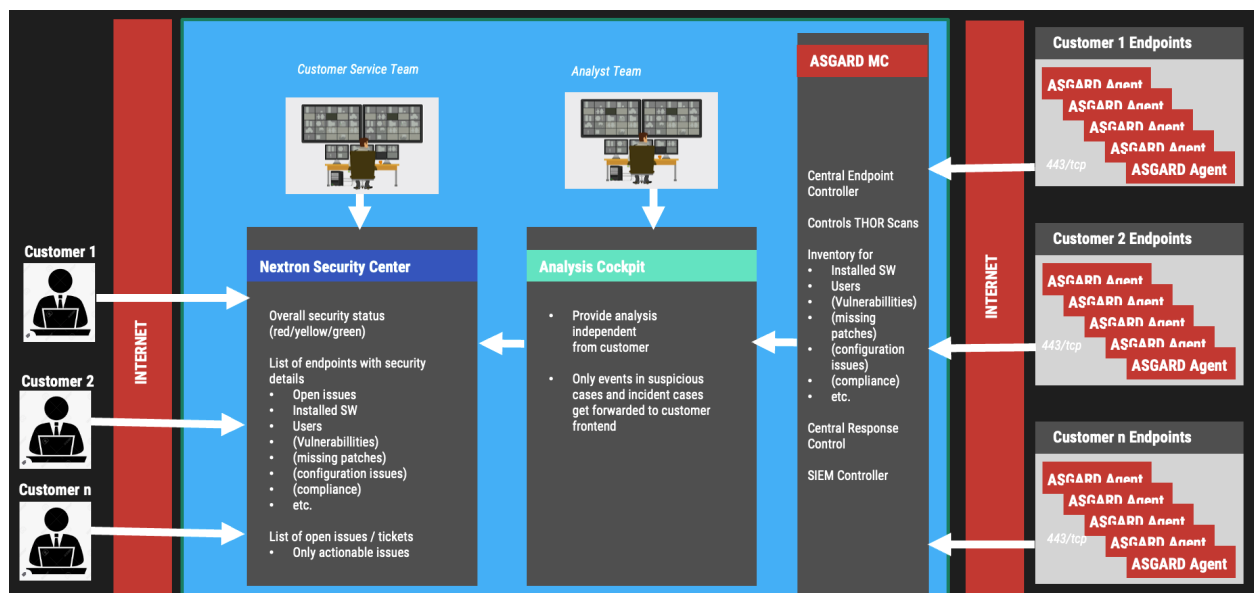 Customer Service Team
Analyst Team
ASGARD MC
Customer 1 Endpoints
ASGARD Agent
ASGARD Agent
ASGARD Agent
ASGARD Agent
ASGARD Agent
443/tcp
Central Endpoint
Controller
Controls THOR Scans
Inventory for
• Installed SW
• Users
• (Vulnerabillities)
• (missing
patches)
• (configuration
issues)
• (compliance)
• etc.
Central Response
Control
SIEM Controller
Customer 2 Endpoints
ASGARD Agent
ASGARD Agent
ASGARD Agent
ASGARD Agent
ASGARD Agent
443/tcp
Customer n Endpoints
ASGARD Agent
ASGARD Agent
ASGARD Agent
ASGARD Agent
ASGARD Agent
443/tcp
INTERNET
INTERNET
Customer 1
Customer 2
Customer n
Nextron Security Center
Overall security status
(red/yellow/green)
List of endpoints with security
details
• Open issues
• Installed SW
• Users
• (Vulnerabillities)
• (missing patches)
• (configuration issues)
• (compliance)
• etc.
List of open issues / tickets
• Only actionable issues
Analysis Cockpit
• Provide analysis
independent
from customer
• Only events in suspicious
cases and incident cases
get forwarded to customer
frontend